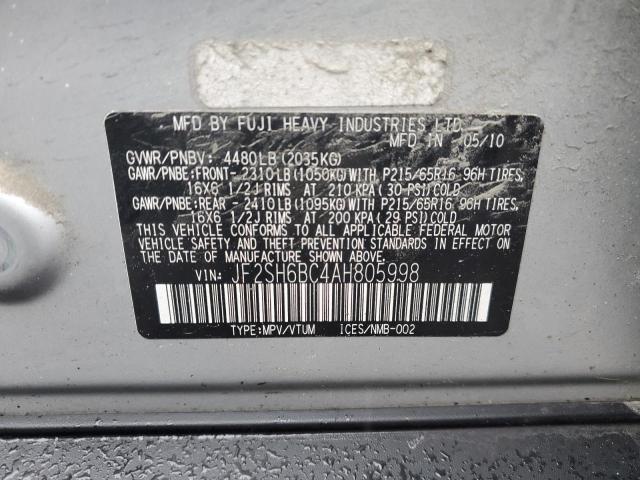 MFD BY FUJI HEAVY INDUSTRIES LTD.
MFD IN 05/10
GVWR/PNBV: 4480LB(2035KG)
GAWR/PNBE:FRONT- 2310LB(1050KG)WITH P215/65R16 96H TIRES,
16X6 1/2J RIMS AT 210 KPA(30 PSI)COLD
GAWR/PNBE:REAR - 2410LB(1095KG)WITH P215/65R16 96H TIRES,
16X6 1/2J RIMS AT 200 KPA(29 PSI)COLD
THIS VEHICLE CONFORMS TO ALL APPLICABLE FEDERAL MOTOR
VEHICLE SAFETY AND THEFT PREVENTION STANDARDS IN EFFECT ON
THE DATE OF MANUFACTURE SHOWN ABOVE.
VIN: JF2SH6BC4AH805998
TYPE:MPV/VTUM ICES/NMB-002